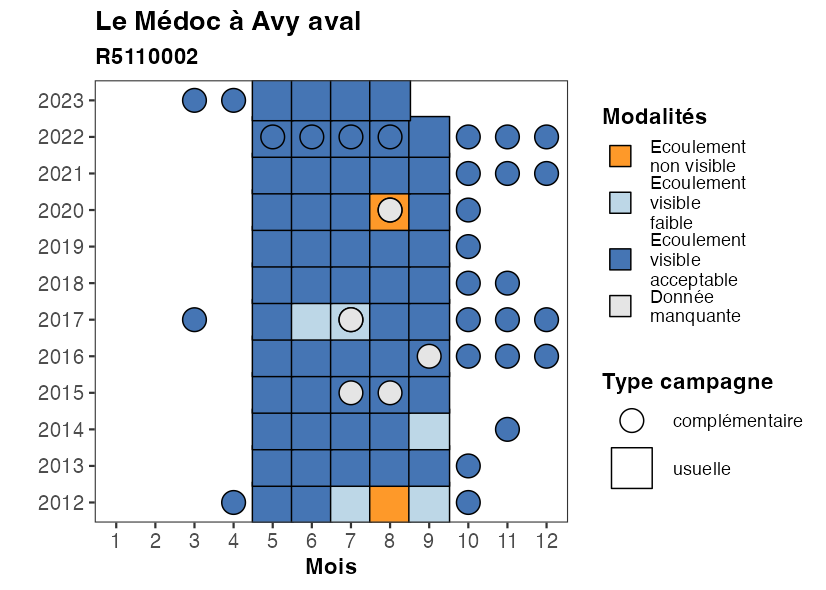 Le Médoc à Avy aval
R5110002
2023
2022
2021
2020
2019
2018
2017
2016
2015
2014
2013
2012
1 2 3 4 5 6 7 8 9 10 11 12
Mois
Modalités
Ecoulement
non visible
Ecoulement
visible
faible
Ecoulement
visible
acceptable
Donnée
manquante
Type campagne
complémentaire
usuelle